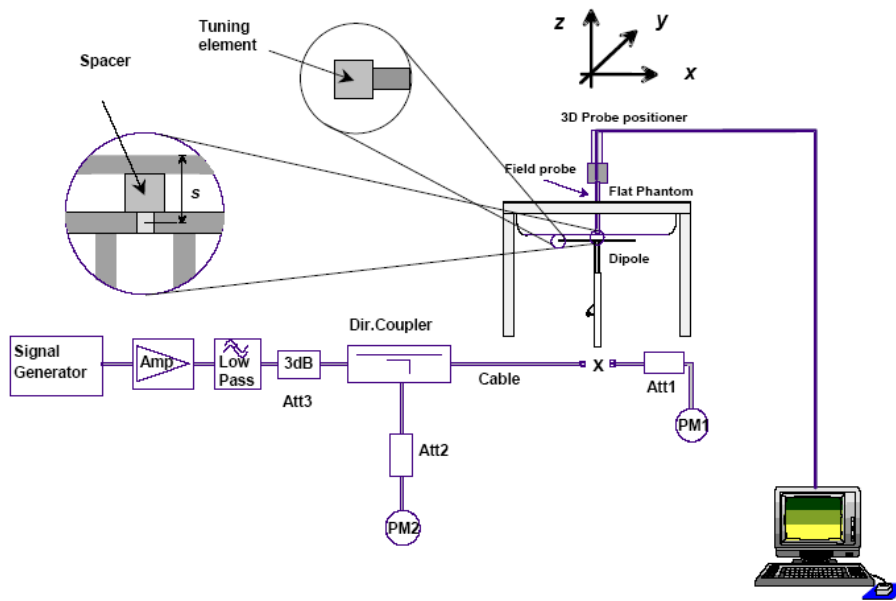 Tuning
element
Spacer
s
z
y
x
3D Probe positioner
Field probe
Flat Phantom
Dipole
Dir.Coupler
Signal
Generator
Amp
Low
Pass
3dB
Att3
Cable
X
Att1
PM1
Att2
PM2